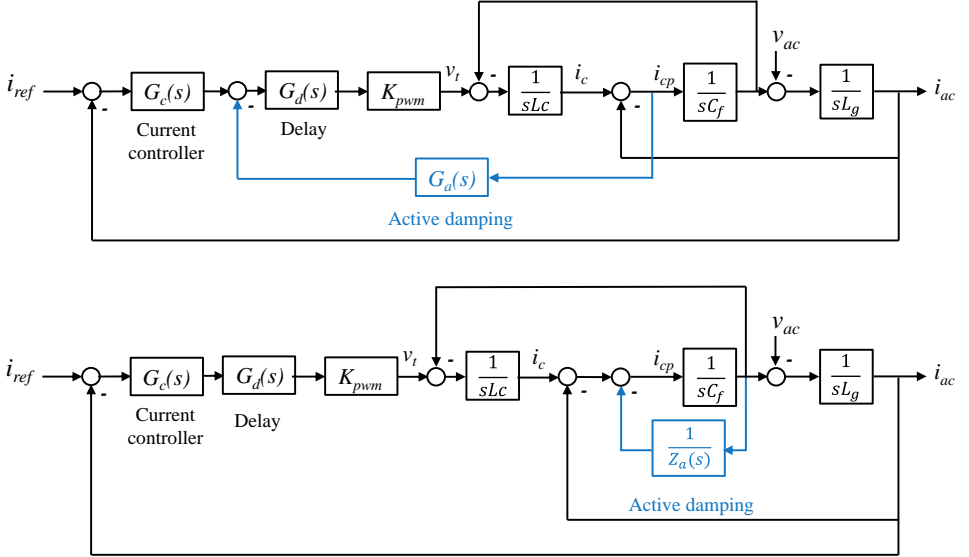 v_ac
i_ref
G_c(s)
G_d(s)
K_pwm
v_t
1/sLc
i_c
i_cp
1/sC_f
1/sL_g
i_ac
-
-
-
-
-
Current
controller
Delay
G_a(s)
Active damping
v_ac
i_ref
G_c(s)
G_d(s)
K_pwm
v_t
1/sLc
i_c
i_cp
1/sC_f
1/sL_g
i_ac
-
-
-
-
-
Current
controller
Delay
1/Z_a(s)
Active damping